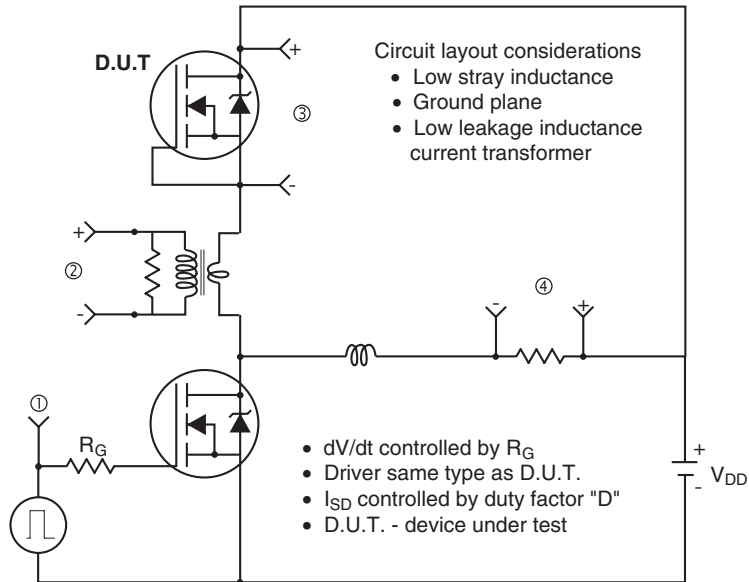 D.U.T
+
Circuit layout considerations
• Low stray inductance
③
• Ground plane
• Low leakage inductance
current transformer
-
+
②
-
④
- +
①
R_G
• dV/dt controlled by R_G
• Driver same type as D.U.T.
• I_SD controlled by duty factor "D"
• D.U.T. - device under test
+
V_DD
-